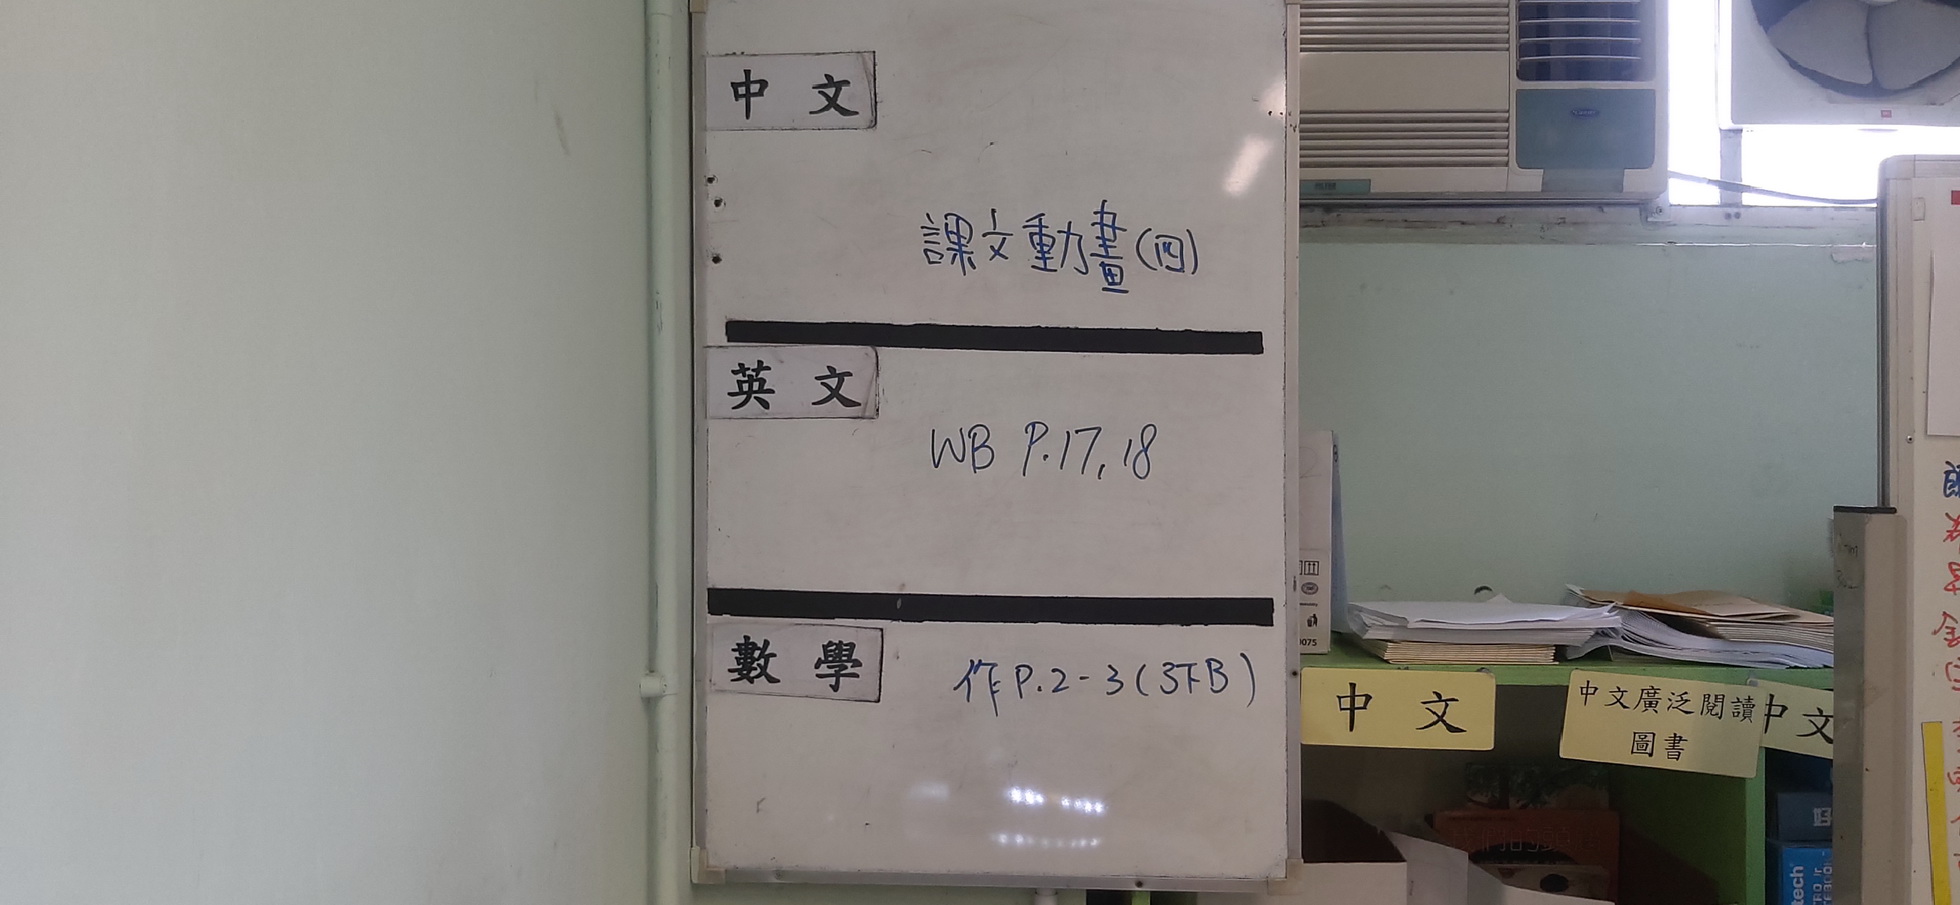 中文
課文動畫(四)
英文
WB P.17,18
數學
作P.2-3(3下B)
中文
中文廣泛閱讀
圖書
中文
0075